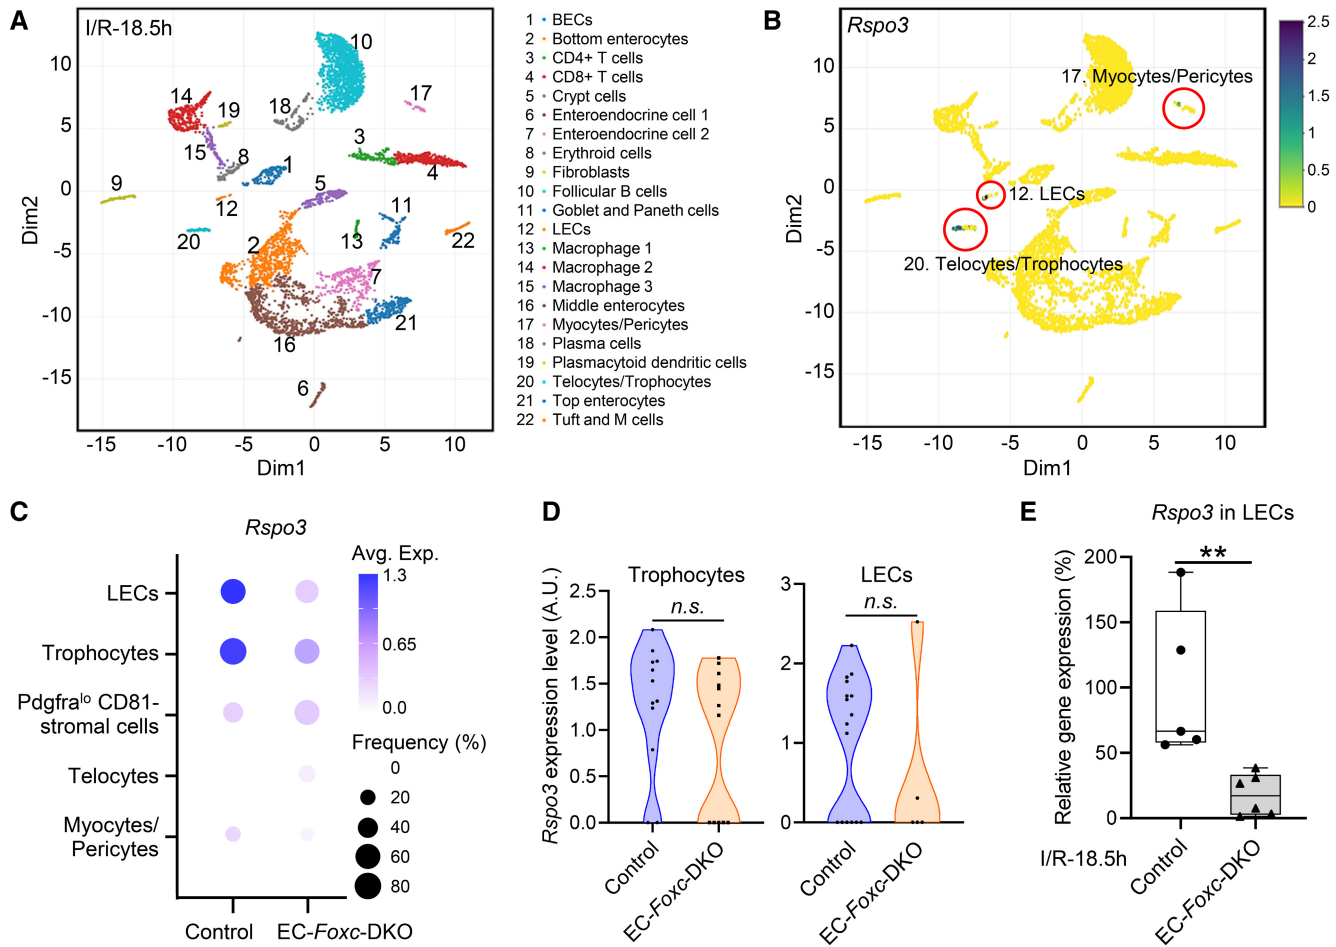 A
I/R-18.5h
10
5
0
-5
-10
-15
-15
-10
-5
0
5
10
Dim1
Dim2
10
17
14
19
18
3
15
8
1
4
9
12
5
11
20
2
13
22
7
21
16
6
1 BECs
2 Bottom enterocytes
3 CD4+ T cells
4 CD8+ T cells
5 Crypt cells
6 Enteroendocrine cell 1
7 Enteroendocrine cell 2
8 Erythroid cells
9 Fibroblasts
10 Follicular B cells
11 Goblet and Paneth cells
12 LECs
13 Macrophage 1
14 Macrophage 2
15 Macrophage 3
16 Middle enterocytes
17 Myocytes/Pericytes
18 Plasma cells
19 Plasmacytoid dendritic cells
20 Telocytes/Trophocytes
21 Top enterocytes
22 Tuft and M cells
B
Rspo3
17. Myocytes/Pericytes
12. LECs
20. Telocytes/Trophocytes
10
5
0
-5
-10
-15
-15
-10
-5
0
5
10
Dim1
Dim2
2.5
2
1.5
1
0.5
0
C
Rspo3
LECs
Trophocytes
Pdgfraˡᵒ CD81-
stromal cells
Telocytes
Myocytes/
Pericytes
Control
EC-Foxc-DKO
Avg. Exp.
1.3
0.65
0.0
Frequency (%)
0
20
40
60
80
D
Rspo3 expression level (A.U.)
Trophocytes
n.s.
2.5
2.0
1.5
1.0
0.5
0.0
Control
EC-Foxc-DKO
LECs
n.s.
3
2
1
0
Control
EC-Foxc-DKO
E
Rspo3 in LECs
**
Relative gene expression (%)
200
150
100
50
0
I/R-18.5h
Control
EC-Foxc-DKO